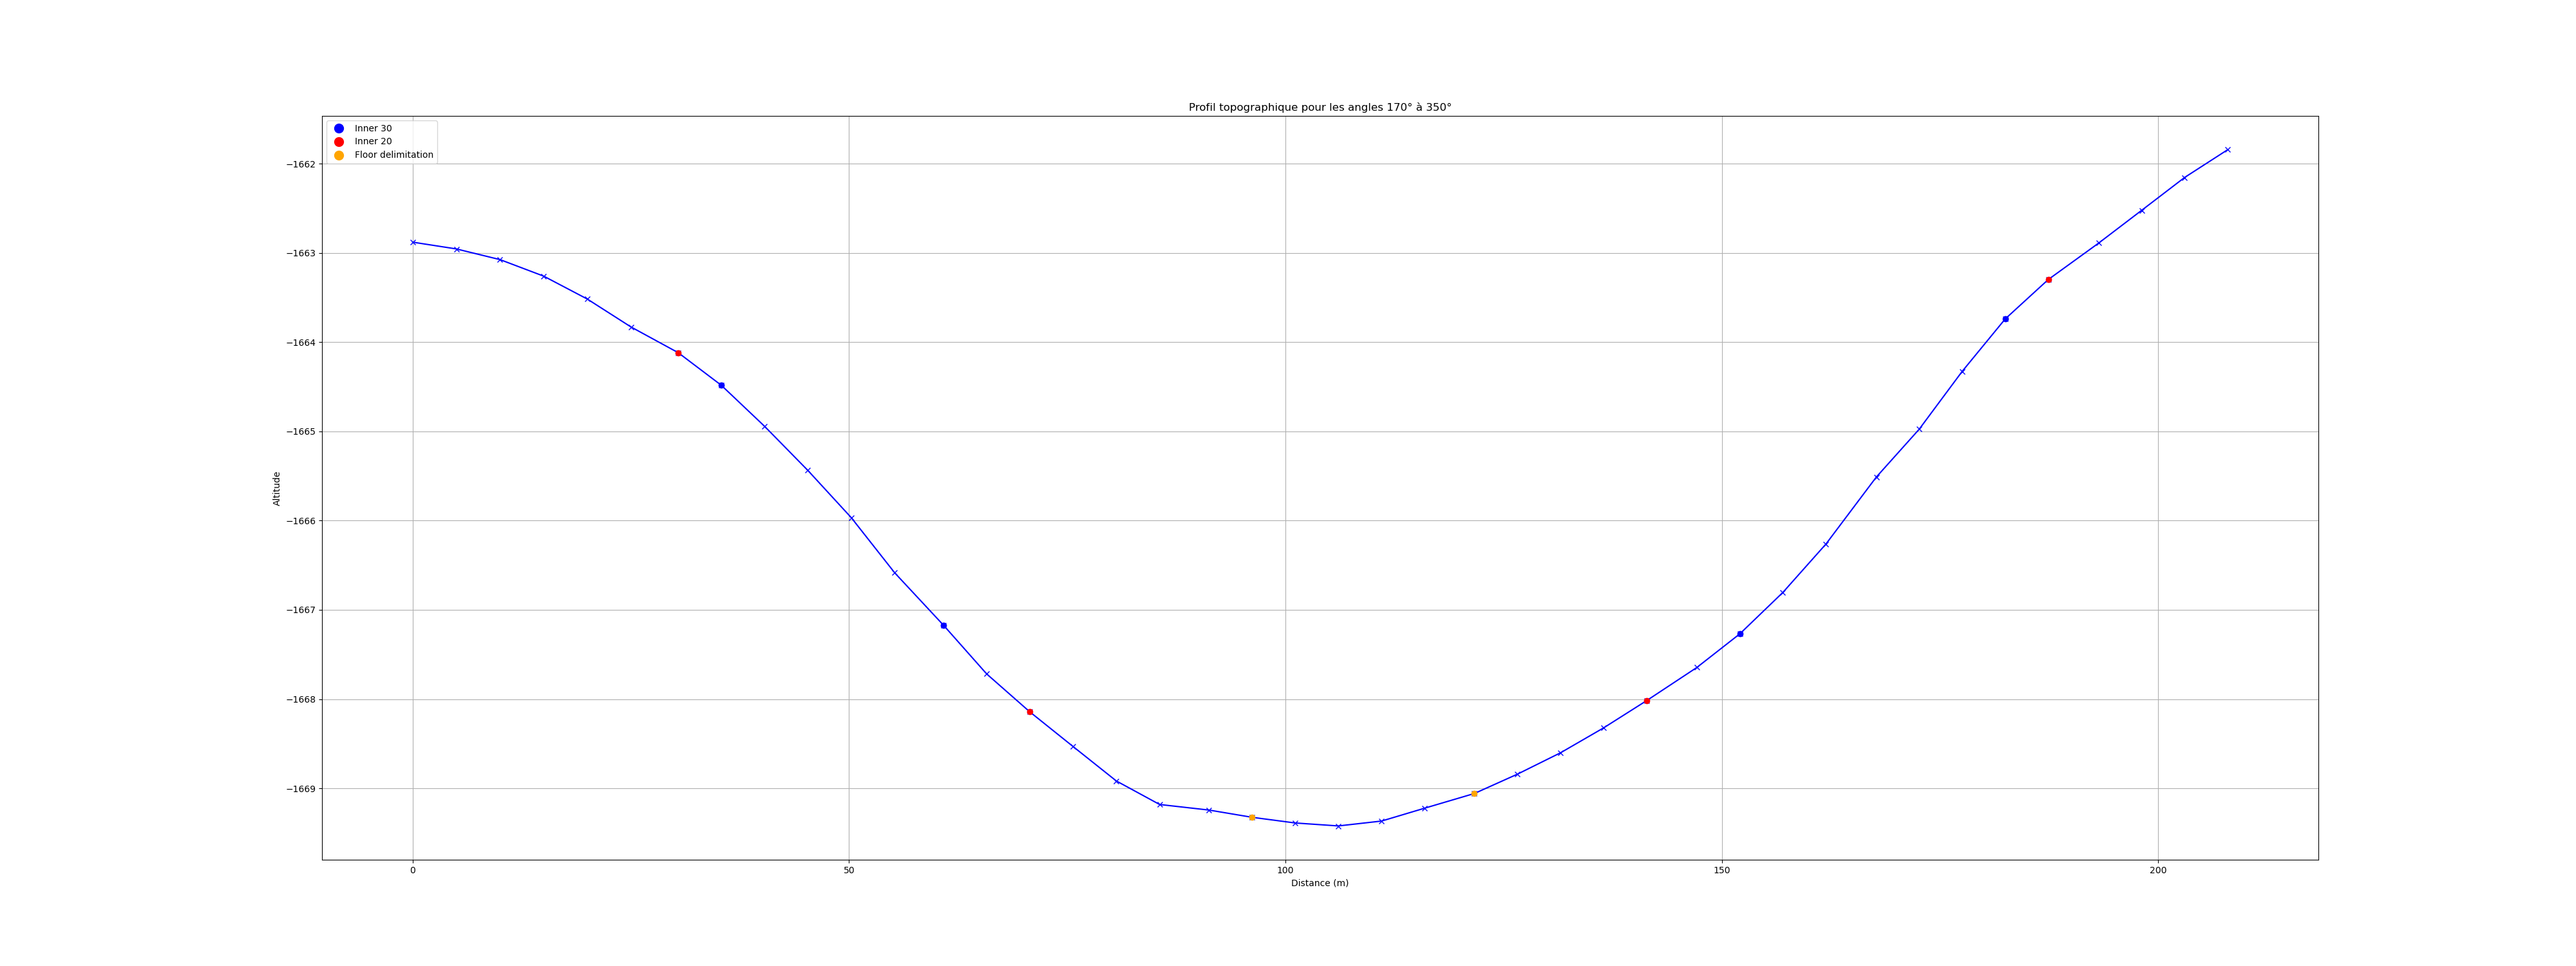 Profil topographique pour les angles 170° à 350°
Inner 30
Inner 20
Floor delimitation
−1662
−1663
−1664
−1665
−1666
−1667
−1668
−1669
Altitude
0 50 100 150 200
Distance (m)